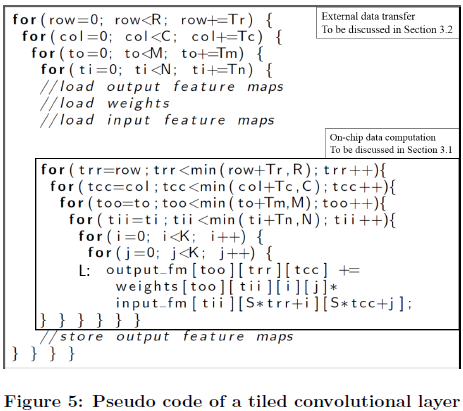 for(row=0; row<R; row+=Tr) {
External data transfer
To be discussed in Section 3.2
for(col=0; col<C; col+=Tc) {
for(to=0; to<M; to+=Tm) {
for(ti=0; ti<N; ti+=Tn) {
//load output feature maps
//load weights
//load input feature maps
On-chip data computation
To be discussed in Section 3.1
for(trr=row;trr<min(row+Tr,R);trr++){
for(tcc=col;tcc<min(col+Tc,C);tcc++){
for(too=to;too<min(to+Tm,M);too++){
for(tii=ti;tii<min(ti+Tn,N);tii++){
for(i=0; i<K; i++) {
for(j=0; j<K; j++) {
L: output_fm[too][trr][tcc] +=
weights[too][tii][i][j]*
input_fm[tii][S*trr+i][S*tcc+j];
} } } } } }
//store output feature maps
} } } }
Figure 5: Pseudo code of a tiled convolutional layer